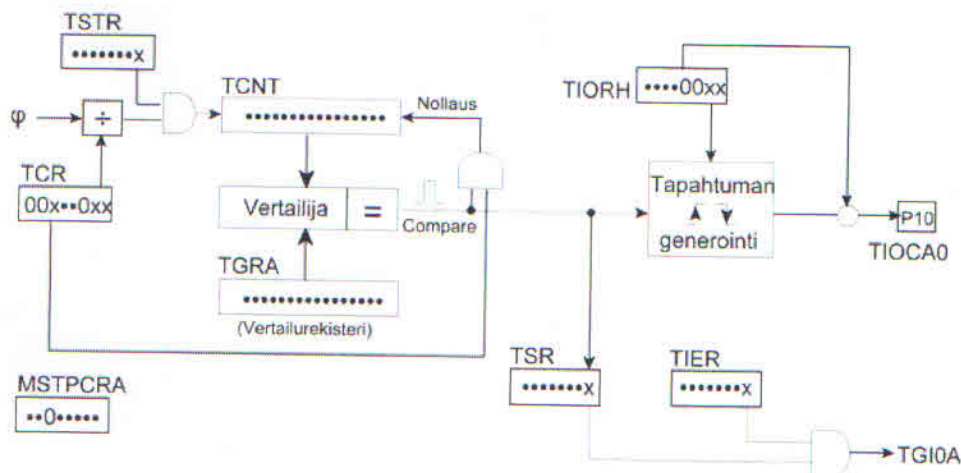 TSTR
•••••••x
TCNT
••••••••••••••••
Nollaus
TIORH
••••00xx
φ
÷
TCR
00x••0xx
Vertailija
=
Compare
Tapahtuman
generointi
P10
TIOCA0
TGRA
••••••••••••••••
(Vertailurekisteri)
MSTPCRA
••0•••••
TSR
•••••••x
TIER
•••••••x
TGI0A